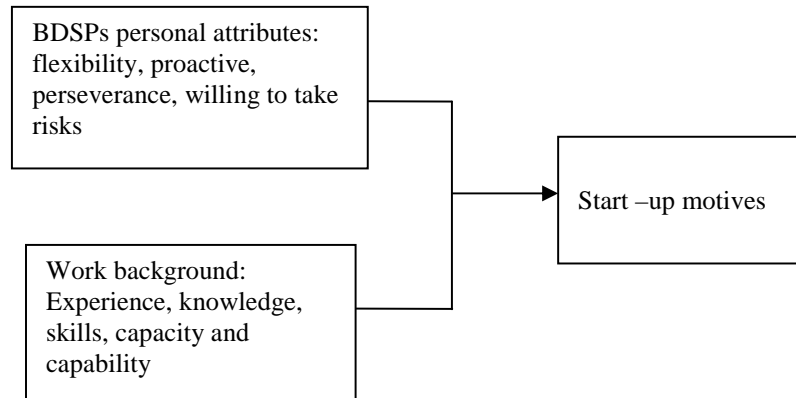 BDSPs personal attributes:
flexibility, proactive,
perseverance, willing to take
risks
Start –up motives
Work background:
Experience, knowledge,
skills, capacity and
capability